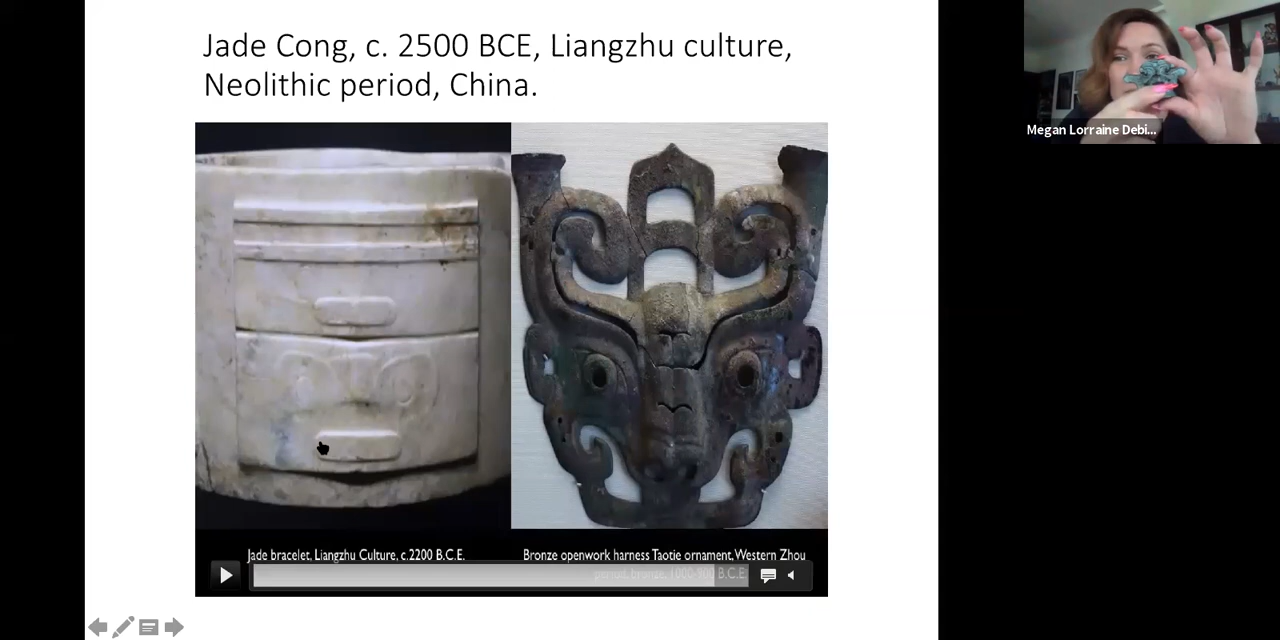 Jade Cong, c. 2500 BCE, Liangzhu culture,
Neolithic period, China.
Megan Lorraine Debi...
Jade bracelet, Liangzhu Culture, c.2200 B.C.E.
Bronze openwork harness Taotie ornament, Western Zhou
period, bronze, 1000-900 B.C.E.